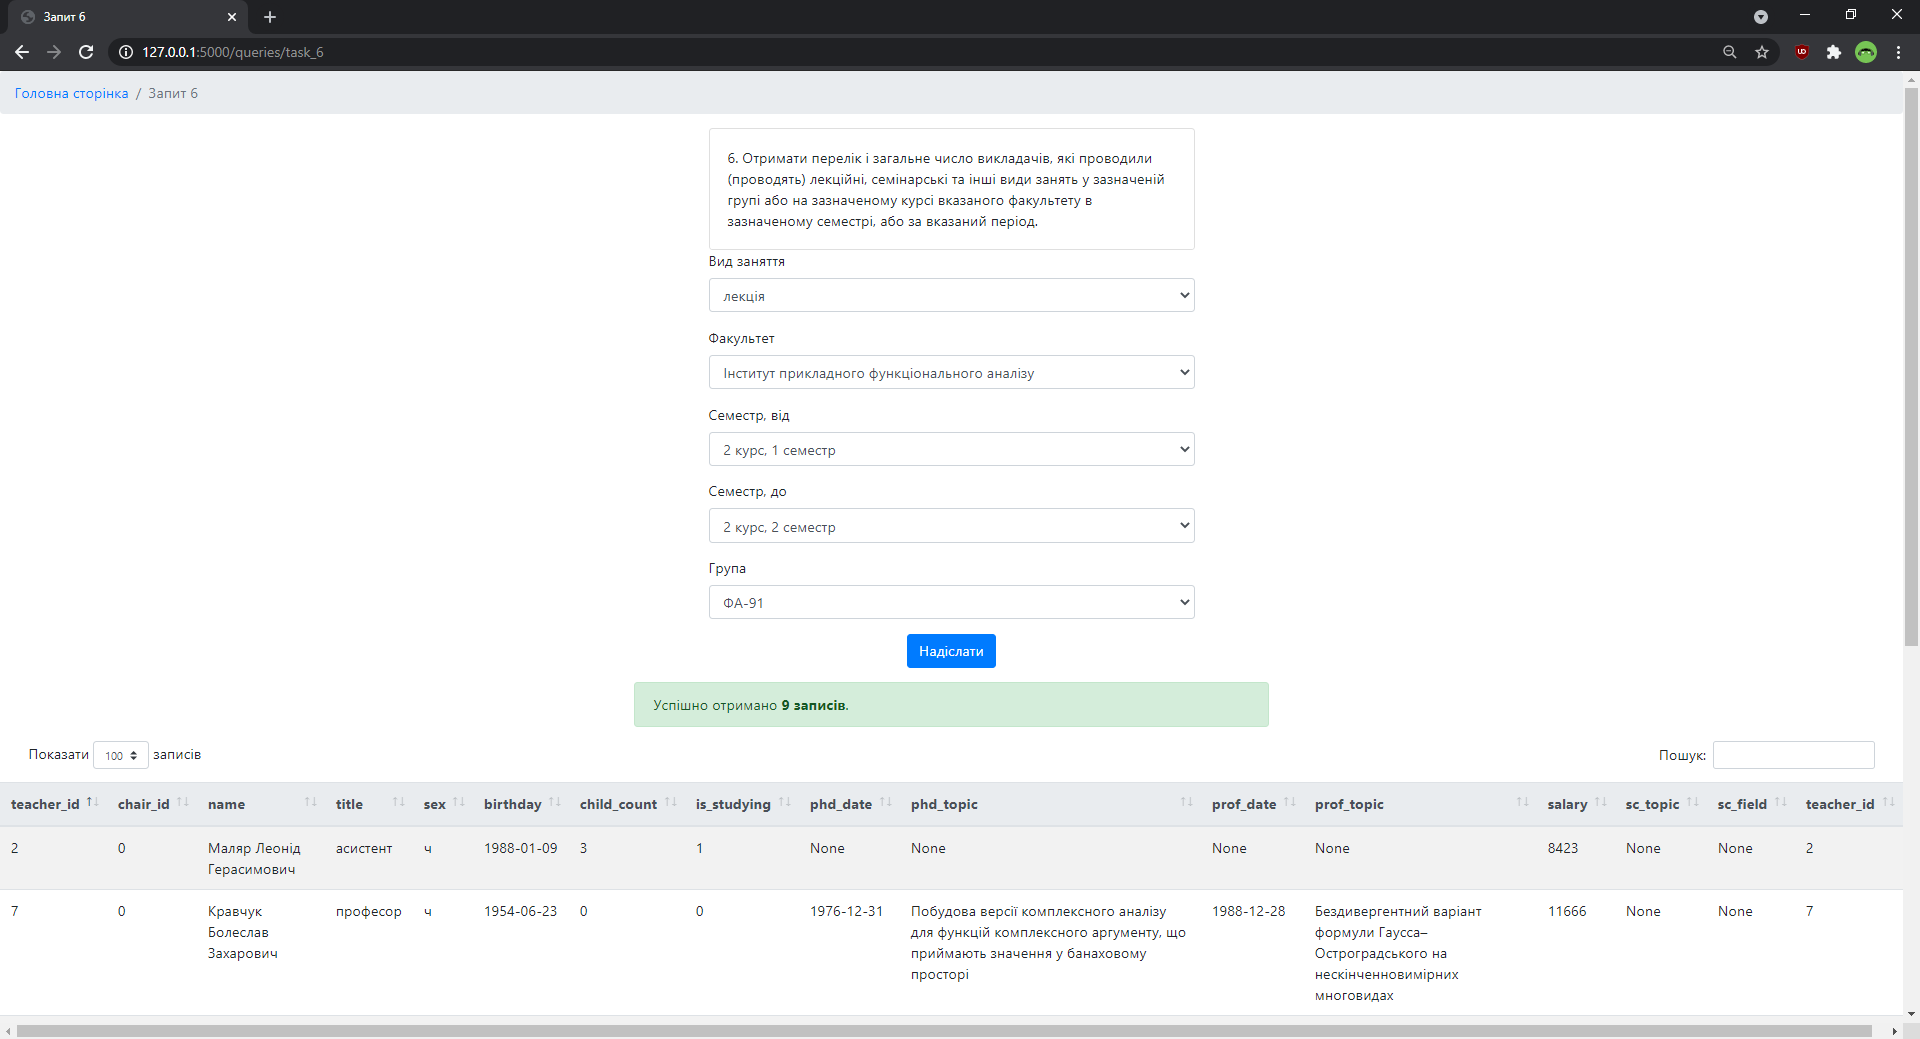 Запит 6
127.0.0.1:5000/queries/task_6
Головна сторінка / Запит 6
6. Отримати перелік і загальне число викладачів, які проводили
(проводять) лекційні, семінарські та інші види занять у зазначеній
групі або на зазначеному курсі вказаного факультету в
зазначеному семестрі, або за вказаний період.
Вид заняття
лекція
Факультет
Інститут прикладного функціонального аналізу
Семестр, від
2 курс, 1 семестр
Семестр, до
2 курс, 2 семестр
Група
ФА-91
Надіслати
Успішно отримано 9 записів.
Показати 100 записів
Пошук:
teacher_id chair_id name title sex birthday child_count is_studying phd_date phd_topic prof_date prof_topic salary sc_topic sc_field teacher_id
2 0 Маляр Леонід асистент ч 1988-01-09 3 1 None None None None 8423 None None 2
Герасимович
7 0 Кравчук професор ч 1954-06-23 0 0 1976-12-31 Побудова версії комплексного аналізу 1988-12-28 Бездивергентний варіант 11666 None None 7
Болеслав для функцій комплексного аргументу, що формули Гаусса–
Захарович приймають значення у банаховому Остроградського на
просторі нескінченновимірних
многовидах